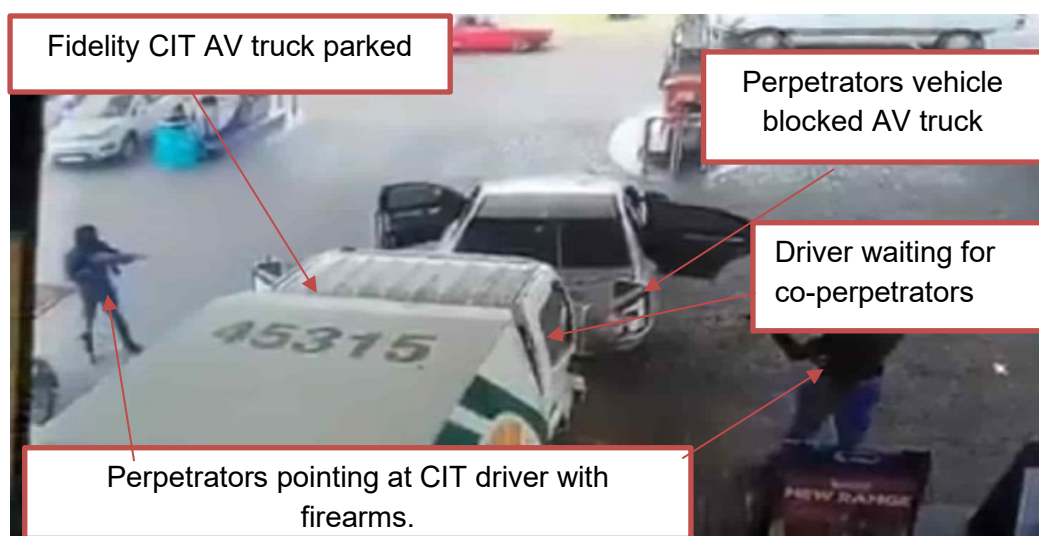 Fidelity CIT AV truck parked
Perpetrators vehicle
blocked AV truck
Driver waiting for
co-perpetrators
45315
Perpetrators pointing at CIT driver with
firearms.
NEW RANGE